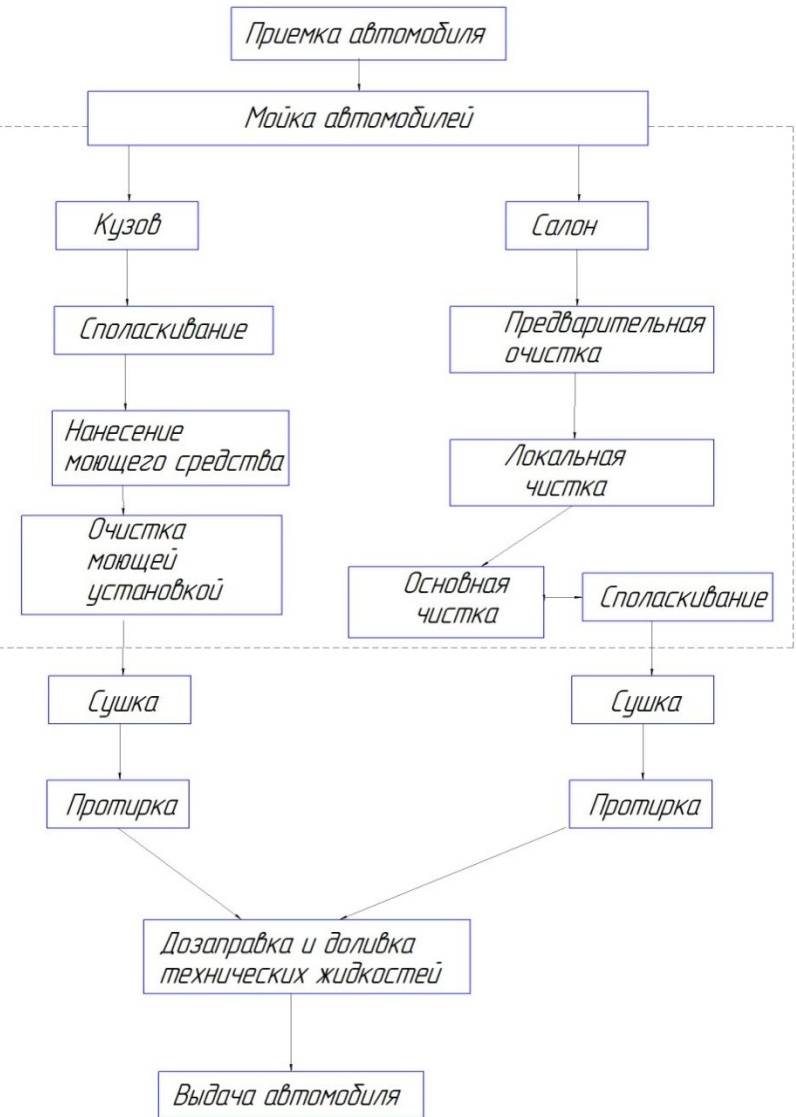 Приемка автомобиля
Мойка автомобилей
Кузов
Салон
Споласкивание
Предварительная
очистка
Нанесение
моющего средства
Локальная
чистка
Очистка
моющей
установкой
Основная
чистка
Споласкивание
Сушка
Сушка
Протирка
Протирка
Дозаправка и доливка
технических жидкостей
Выдача автомобиля